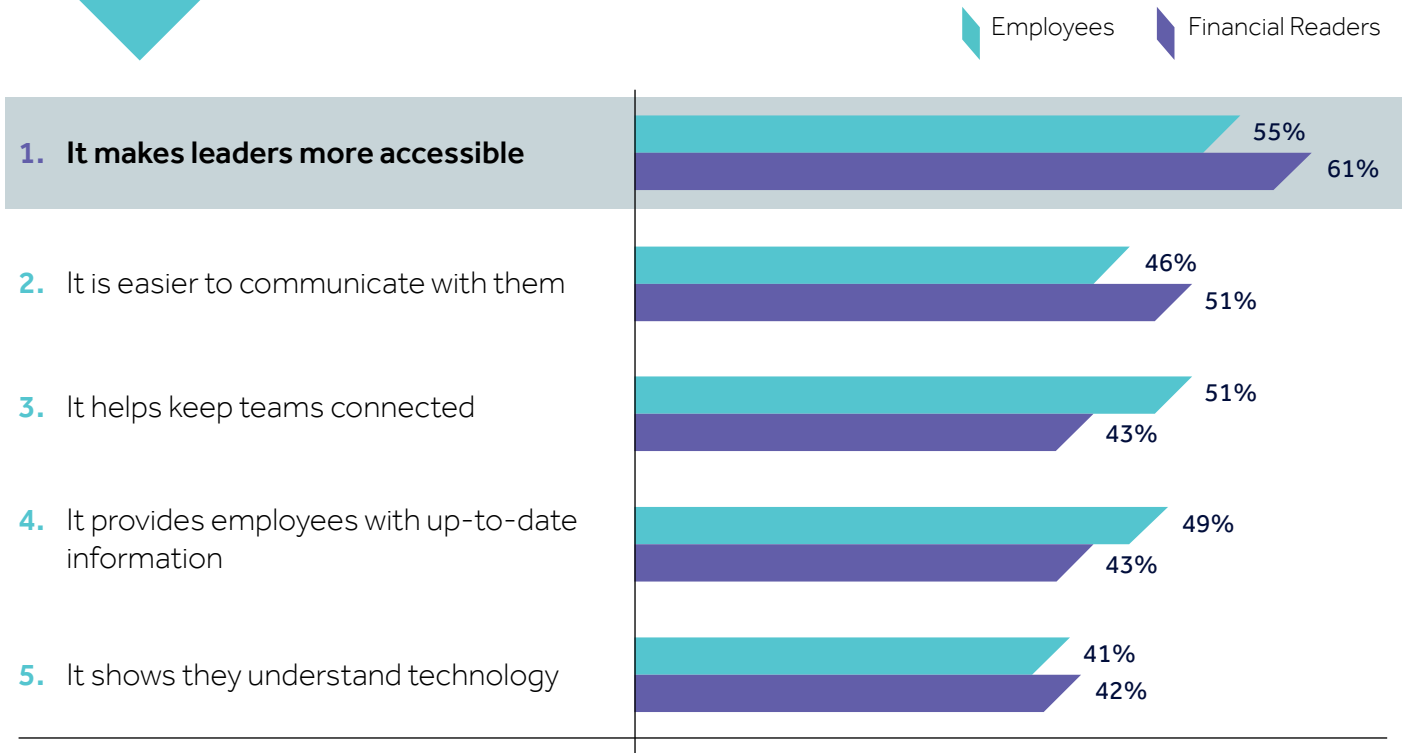 Employees
Financial Readers
1. It makes leaders more accessible
55%
61%
2. It is easier to communicate with them
46%
51%
3. It helps keep teams connected
51%
43%
4. It provides employees with up-to-date
information
49%
43%
5. It shows they understand technology
41%
42%